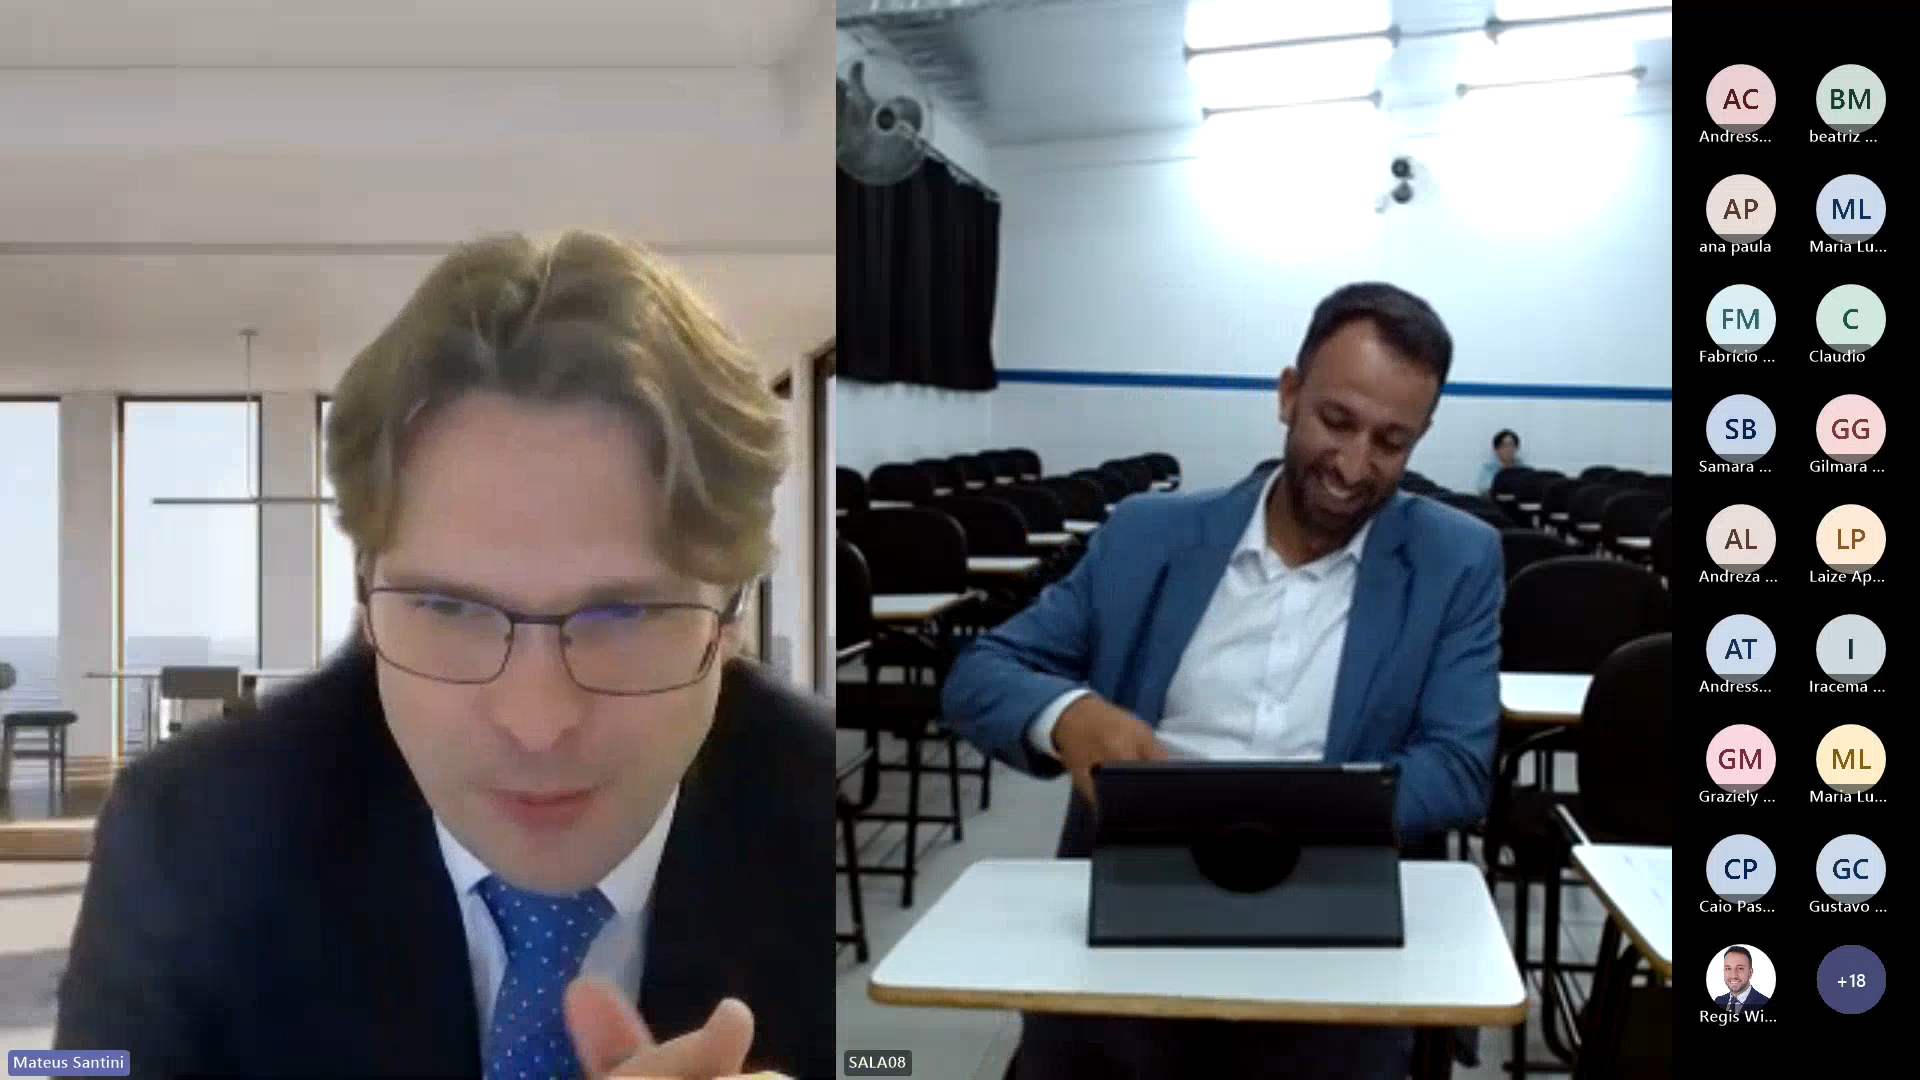 AC
Andress...
BM
beatriz ...
AP
ana paula
ML
Maria Lu...
FM
Fabrício ...
C
Claudio
SB
Samara ...
GG
Gilmara ...
AL
Andreza ...
LP
Laize Ap...
AT
Andress...
I
Iracema ...
GM
Graziely ...
ML
Maria Lu...
CP
Caio Pas...
GC
Gustavo ...
Regis Wi...
+18
Mateus Santini
SALA08